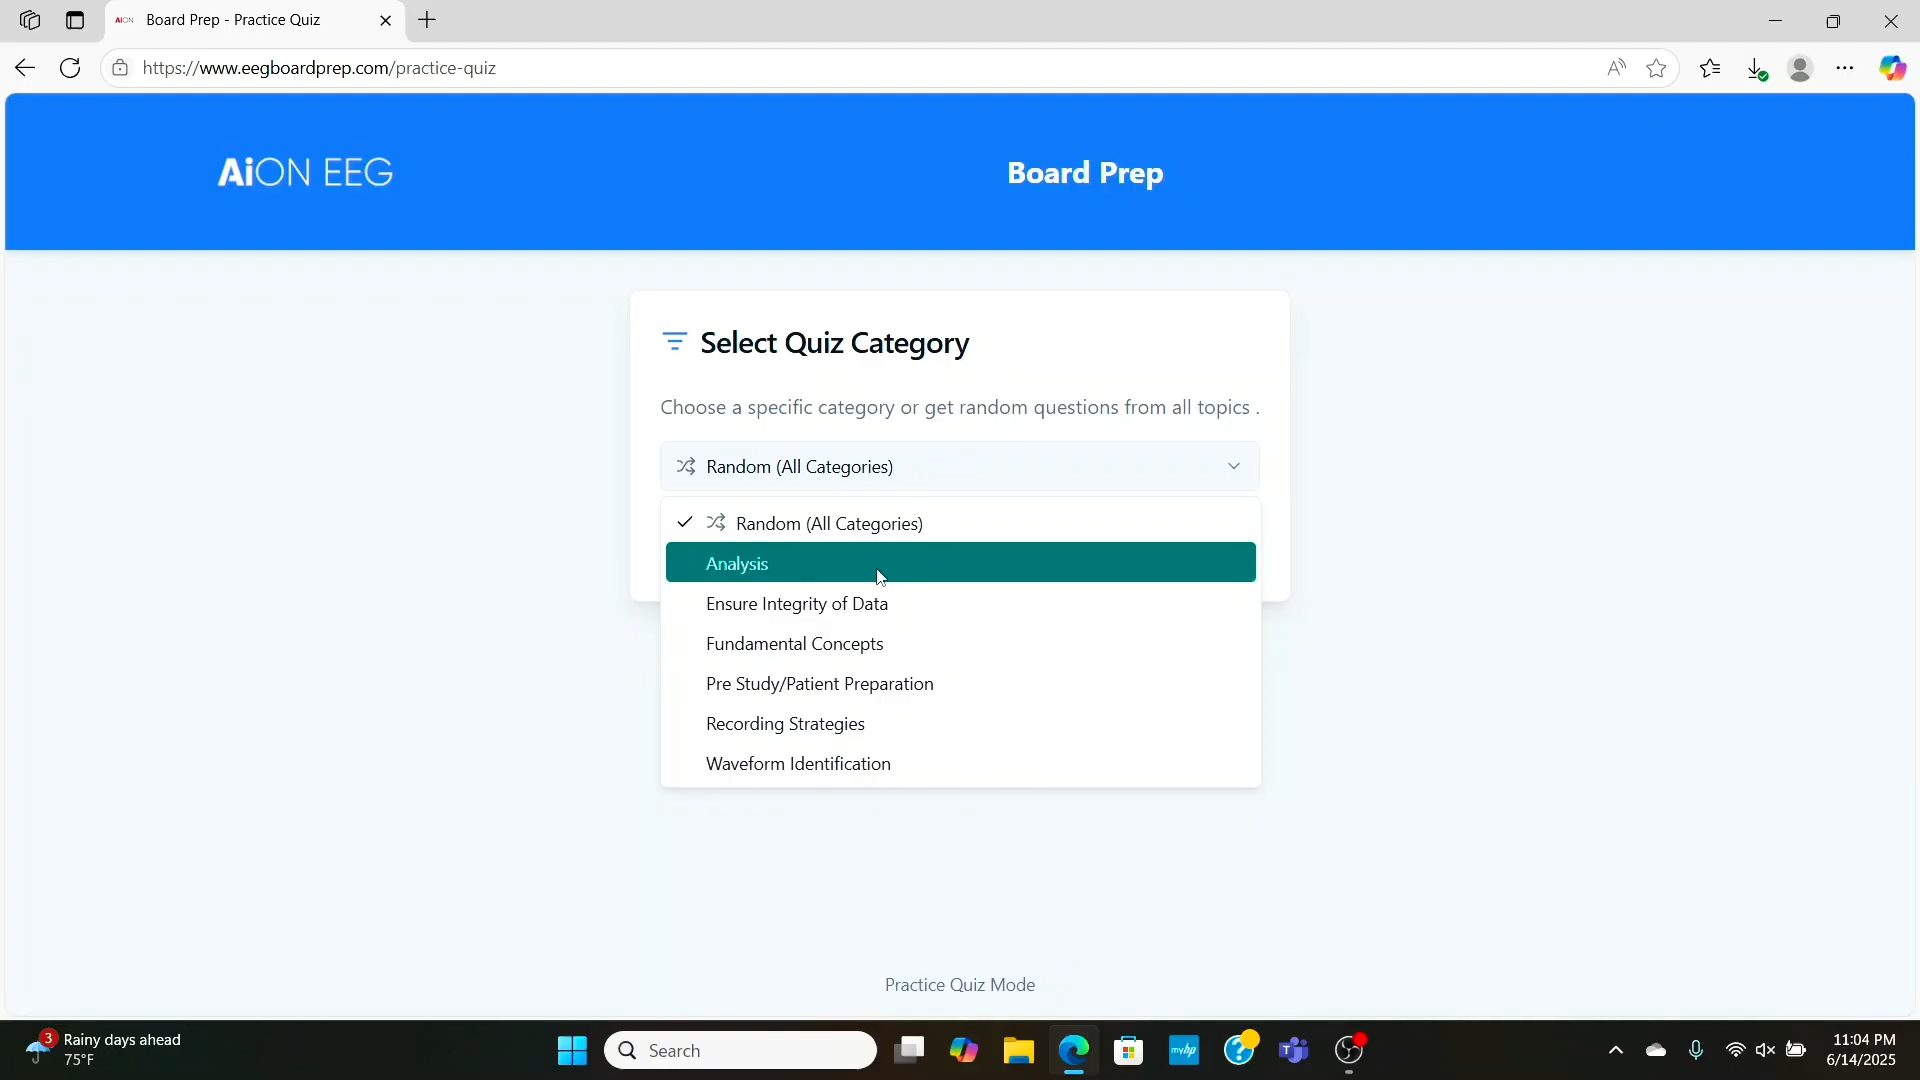 AiON Board Prep - Practice Quiz
https://www.eegboardprep.com/practice-quiz
AiON EEG
Board Prep
Select Quiz Category
Choose a specific category or get random questions from all topics .
Random (All Categories)
Random (All Categories)
Analysis
Ensure Integrity of Data
Fundamental Concepts
Pre Study/Patient Preparation
Recording Strategies
Waveform Identification
Practice Quiz Mode
3
Rainy days ahead
75°F
Search
myhp
11:04 PM
6/14/2025